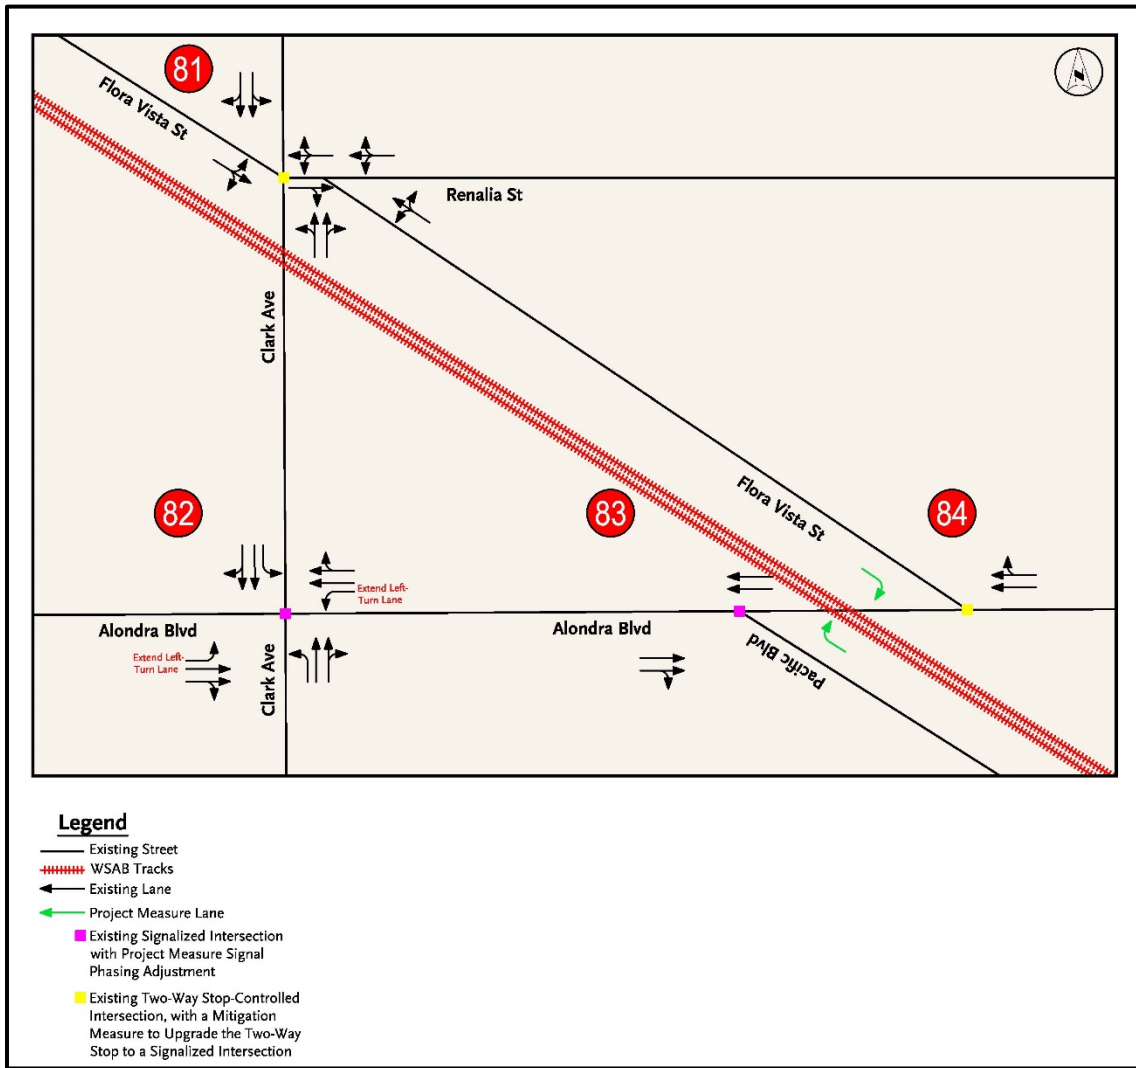 81
Flora Vista St
Renalia St
Clark Ave
82
83
Flora Vista St
84
Extend Left-
Turn Lane
Alondra Blvd
Alondra Blvd
Extend Left-
Turn Lane
Clark Ave
Pacific Blvd
Legend
Existing Street
WSAB Tracks
Existing Lane
Project Measure Lane
Existing Signalized Intersection
with Project Measure Signal
Phasing Adjustment
Existing Two-Way Stop-Controlled
Intersection, with a Mitigation
Measure to Upgrade the Two-Way
Stop to a Signalized Intersection